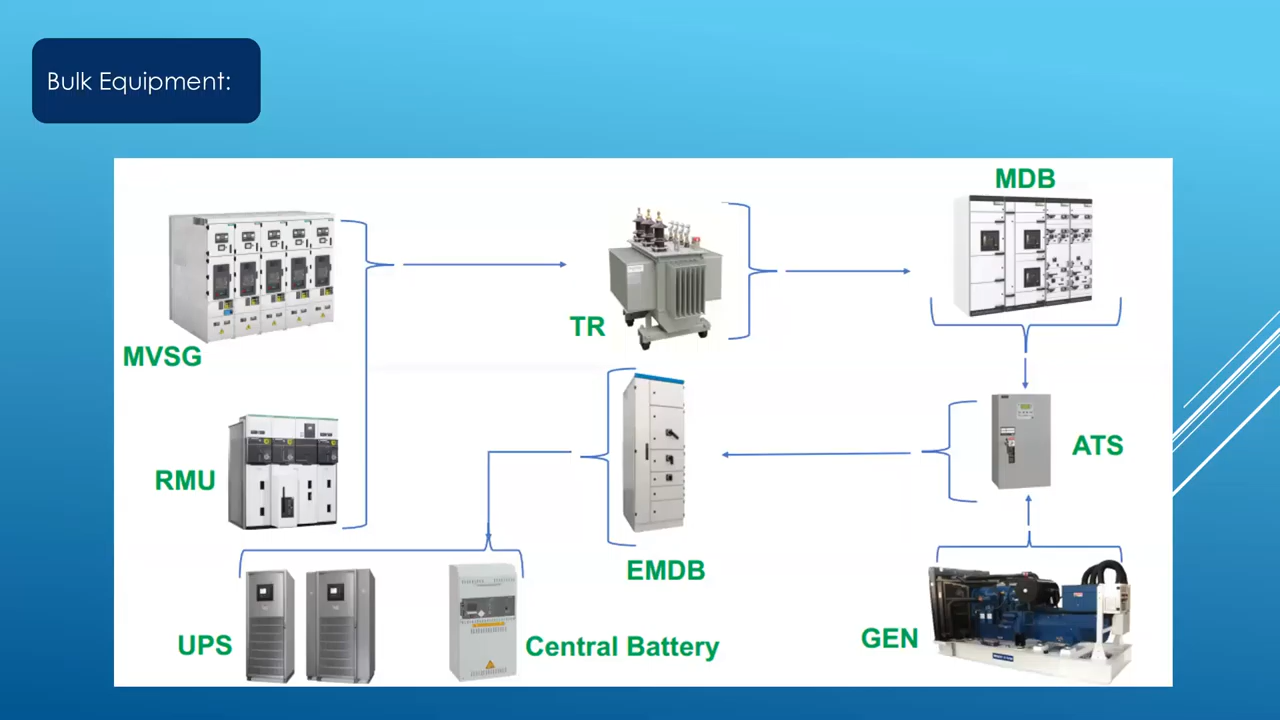 Bulk Equipment:
MDB
MVSG
TR
RMU
ATS
EMDB
UPS
Central Battery
GEN